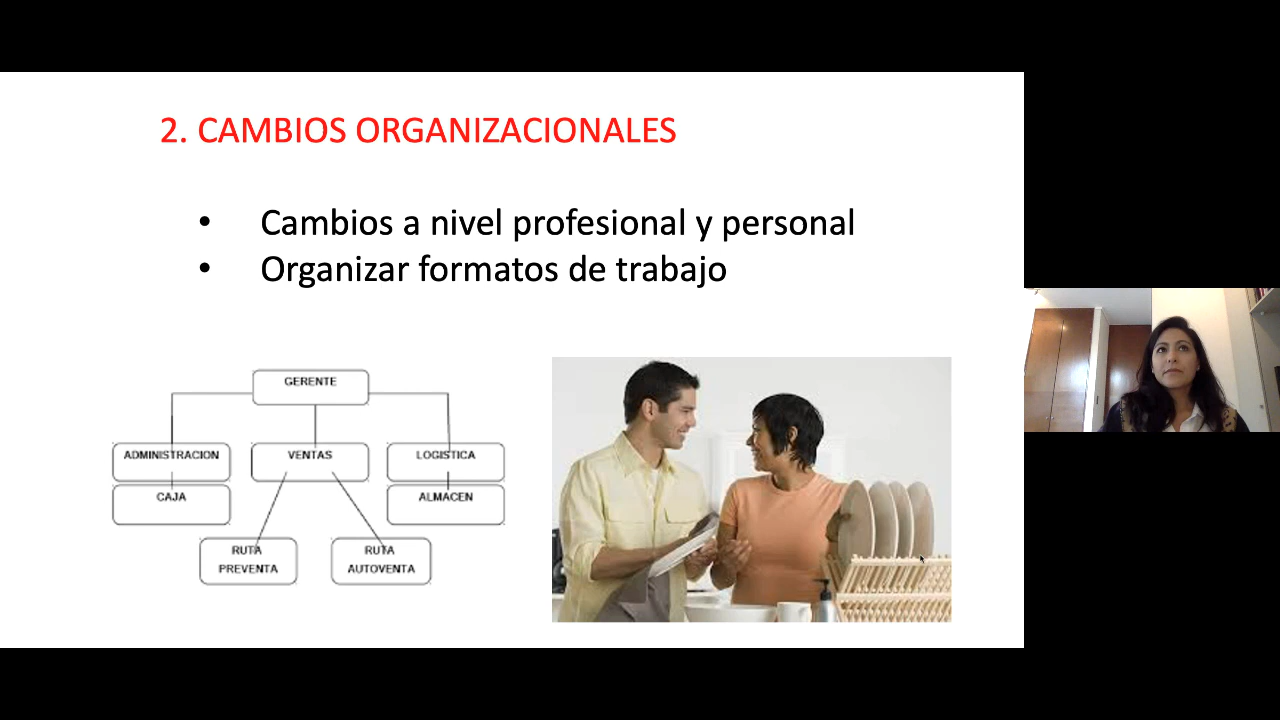 2. CAMBIOS ORGANIZACIONALES
• Cambios a nivel profesional y personal
• Organizar formatos de trabajo
GERENTE
ADMINISTRACION
VENTAS
LOGISTICA
CAJA
ALMACEN
RUTA
PREVENTA
RUTA
AUTOVENTA